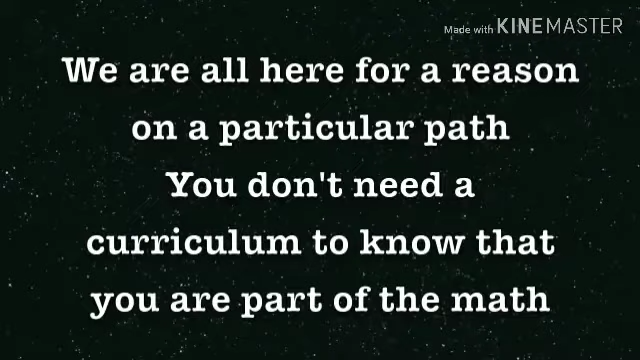 Made with KINEMASTER
We are all here for a reason
on a particular path
You don't need a
curriculum to know that
you are part of the math